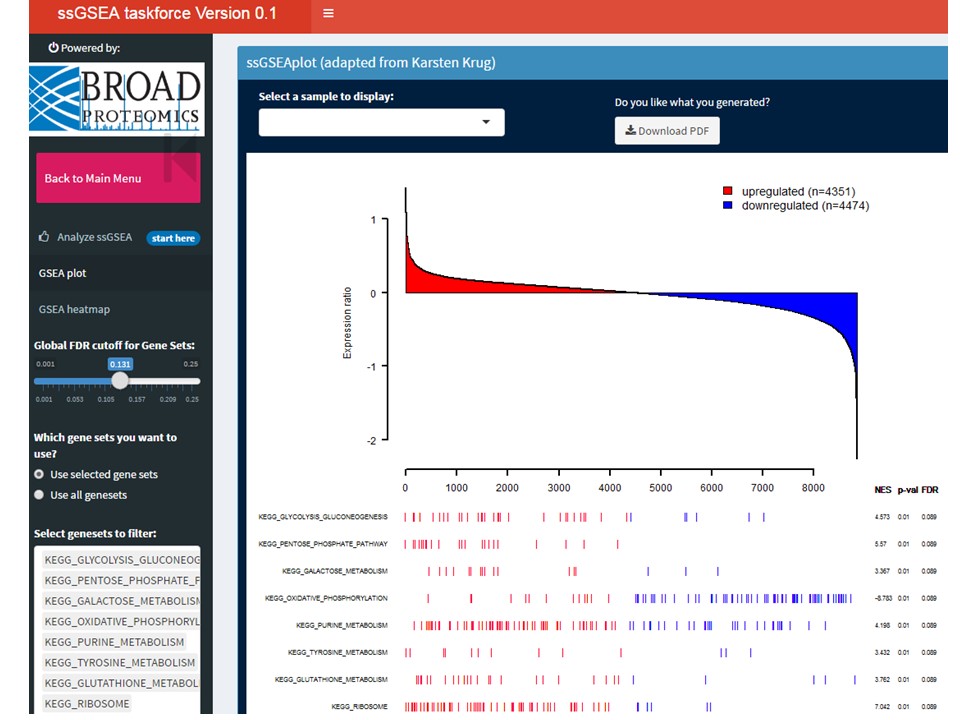 ssGSEA taskforce Version 0.1
Powered by:
BROAD
PROTEOMICS
Back to Main Menu
Analyze ssGSEA start here
GSEA plot
GSEA heatmap
Global FDR cutoff for Gene Sets:
0.001 0.131 0.25
0.001 0.053 0.105 0.157 0.209 0.25
Which gene sets you want to
use?
Use selected gene sets
Use all genesets
Select genesets to filter:
KEGG_GLYCOLYSIS_GLUCONEOG
KEGG_PENTOSE_PHOSPHATE_F
KEGG_GALACTOSE_METABOLISM
KEGG_OXIDATIVE_PHOSPHORYL
KEGG_PURINE_METABOLISM
KEGG_TYROSINE_METABOLISM
KEGG_GLUTATHIONE_METABOL
KEGG_RIBOSOME
ssGSEAplot (adapted from Karsten Krug)
Select a sample to display:
Do you like what you generated?
Download PDF
upregulated (n=4351)
downregulated (n=4474)
Expression ratio
1
0
-1
-2
0 1000 2000 3000 4000 5000 6000 7000 8000
NES p-val FDR
KEGG_GLYCOLYSIS_GLUCONEOGENESIS 4.573 0.01 0.089
KEGG_PENTOSE_PHOSPHATE_PATHWAY 5.57 0.01 0.089
KEGG_GALACTOSE_METABOLISM 3.367 0.01 0.089
KEGG_OXIDATIVE_PHOSPHORYLATION -8.783 0.01 0.089
KEGG_PURINE_METABOLISM 4.198 0.01 0.089
KEGG_TYROSINE_METABOLISM 3.432 0.01 0.089
KEGG_GLUTATHIONE_METABOLISM 3.762 0.01 0.089
KEGG_RIBOSOME 7.042 0.01 0.089